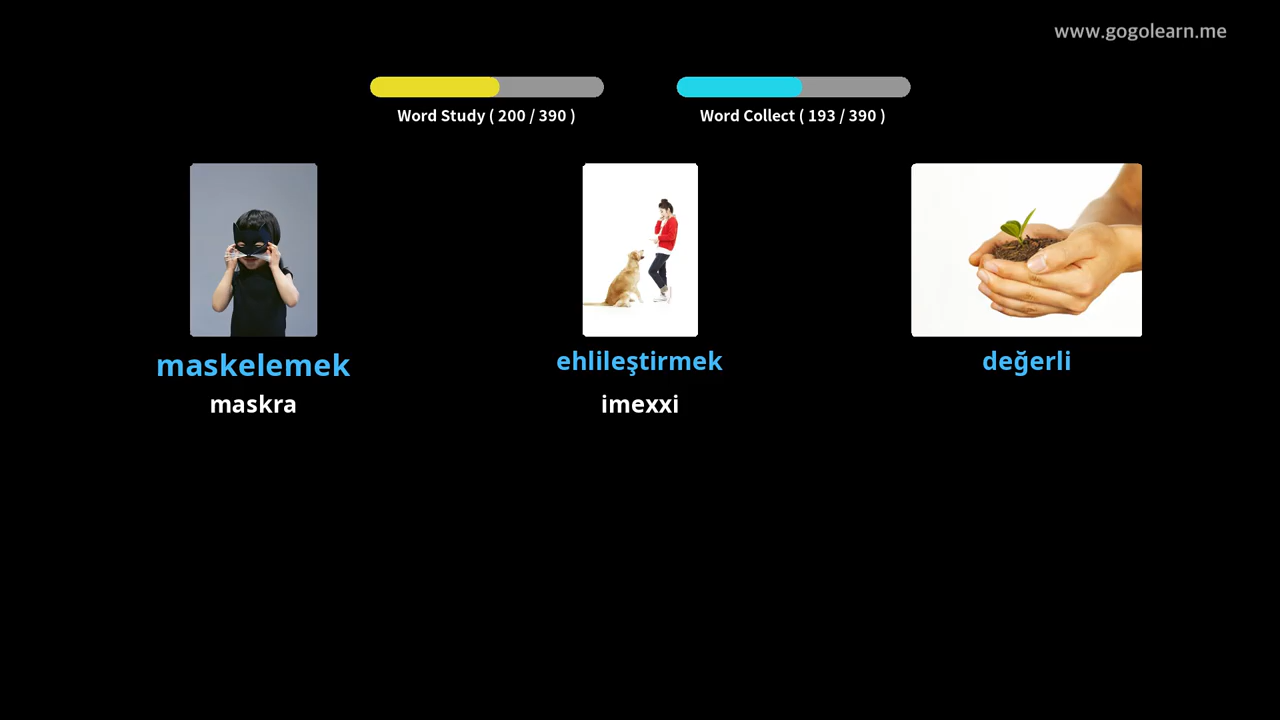 www.gogolearn.me
Word Study ( 200 / 390 )
Word Collect ( 193 / 390 )
maskelemek
ehlileştirmek
değerli
maskra
imexxi